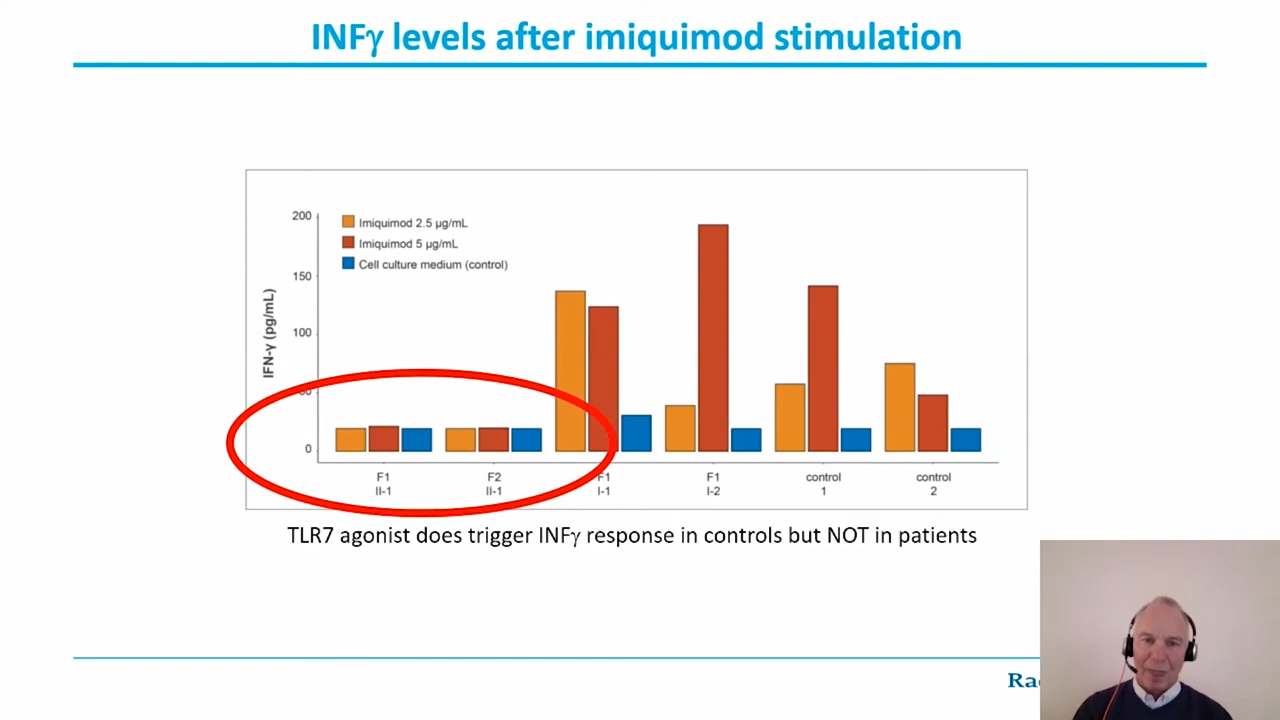 INFγ levels after imiquimod stimulation
200
150
100
0
IFN-γ (pg/mL)
Imiquimod 2.5 µg/mL
Imiquimod 5 µg/mL
Cell culture medium (control)
F1 F2 F1 F1 control control
II-1 II-1 I-1 I-2 1 2
TLR7 agonist does trigger INFγ response in controls but NOT in patients